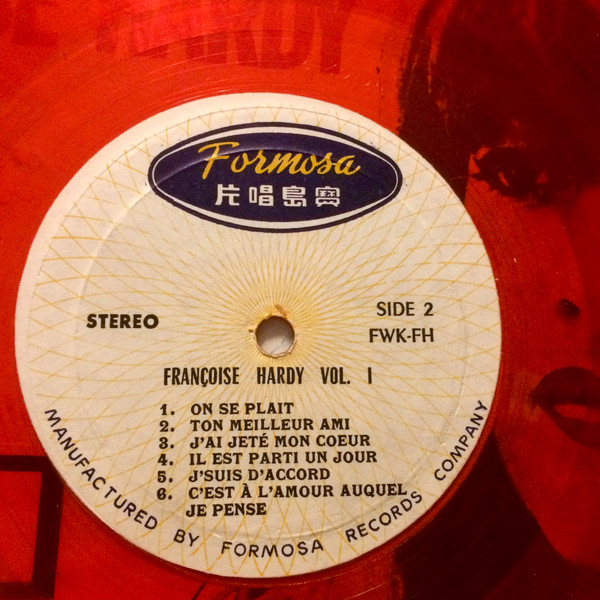 HARDY
Formosa
片唱島寶
STEREO
SIDE 2
FWK-FH
FRANÇOISE HARDY VOL. I
1. ON SE PLAIT
2. TON MEILLEUR AMI
3. J'AI JETÉ MON COEUR
4. IL EST PARTI UN JOUR
5. J'SUIS D'ACCORD
6. C'EST À L'AMOUR AUQUEL
JE PENSE
MANUFACTURED BY FORMOSA RECORDS COMPANY